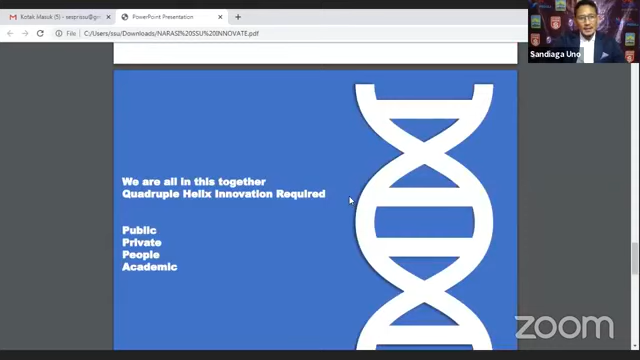 Kotak Masuk (5) - seqprissu@gm
PowerPoint Presentation
File
C:/Users/ssu/Downloads/NARASI%20SSU%20INNOVATE.pdf
Sandiaga Uno
We are all in this together
Quadruple Helix Innovation Required
Public
Private
People
Academic
zoom